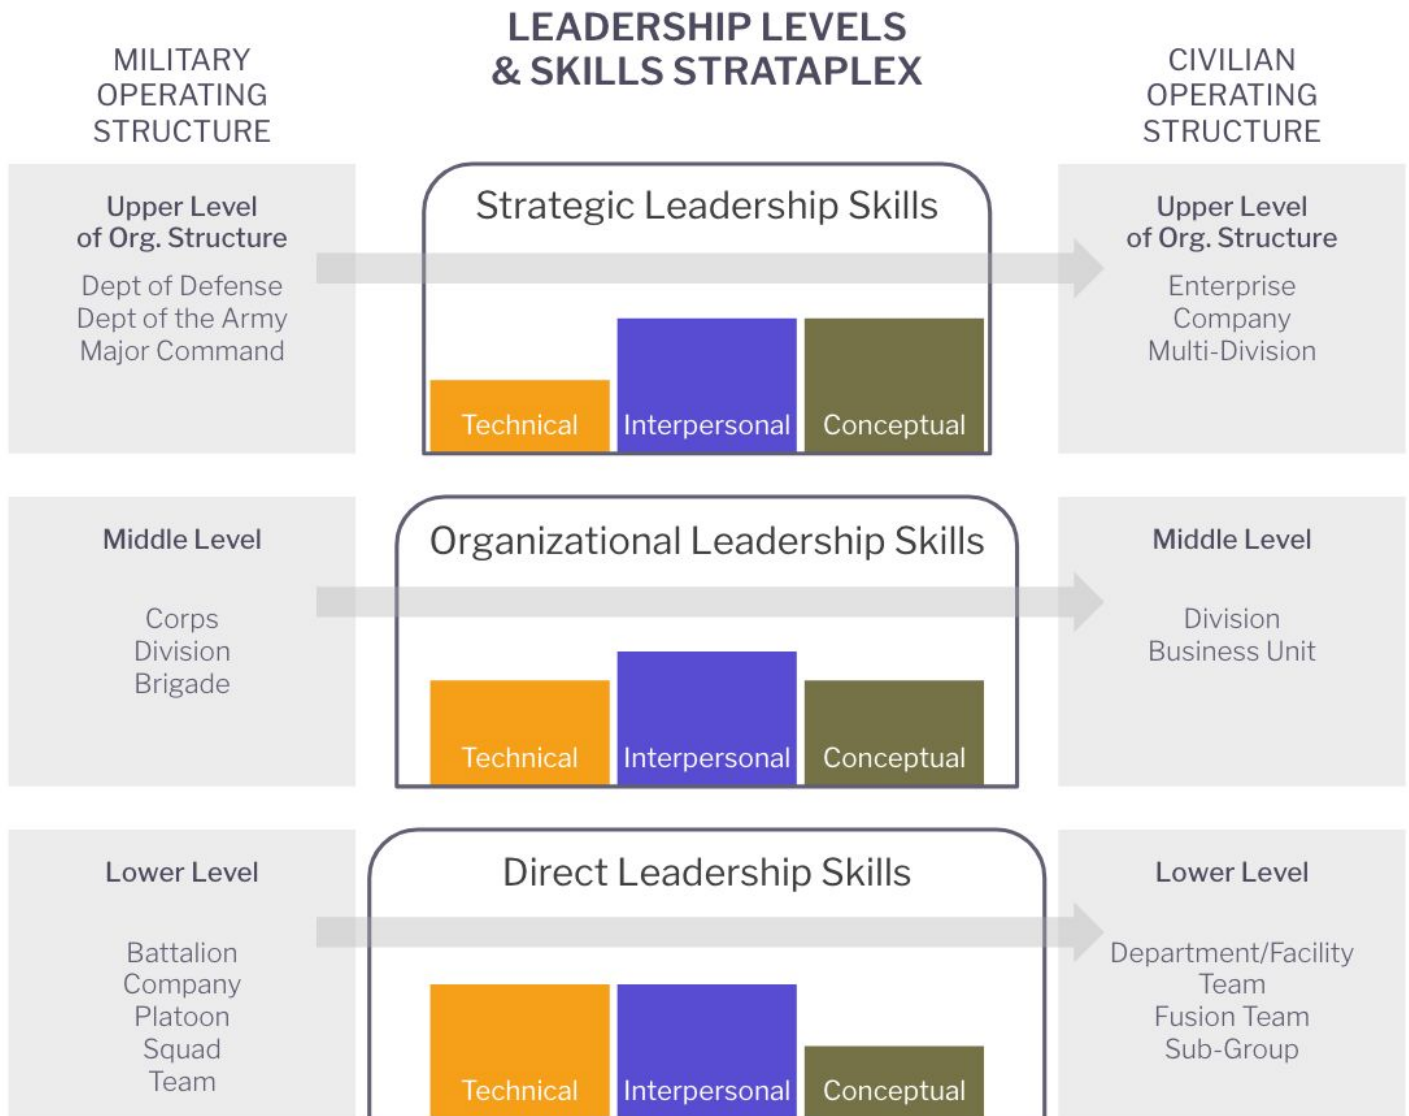 LEADERSHIP LEVELS
& SKILLS STRATAPLEX
MILITARY
OPERATING
STRUCTURE
CIVILIAN
OPERATING
STRUCTURE
Upper Level
of Org. Structure
Dept of Defense
Dept of the Army
Major Command
Strategic Leadership Skills
Technical
Interpersonal
Conceptual
Upper Level
of Org. Structure
Enterprise
Company
Multi-Division
Middle Level
Corps
Division
Brigade
Organizational Leadership Skills
Technical
Interpersonal
Conceptual
Middle Level
Division
Business Unit
Lower Level
Battalion
Company
Platoon
Squad
Team
Direct Leadership Skills
Technical
Interpersonal
Conceptual
Lower Level
Department/Facility
Team
Fusion Team
Sub-Group